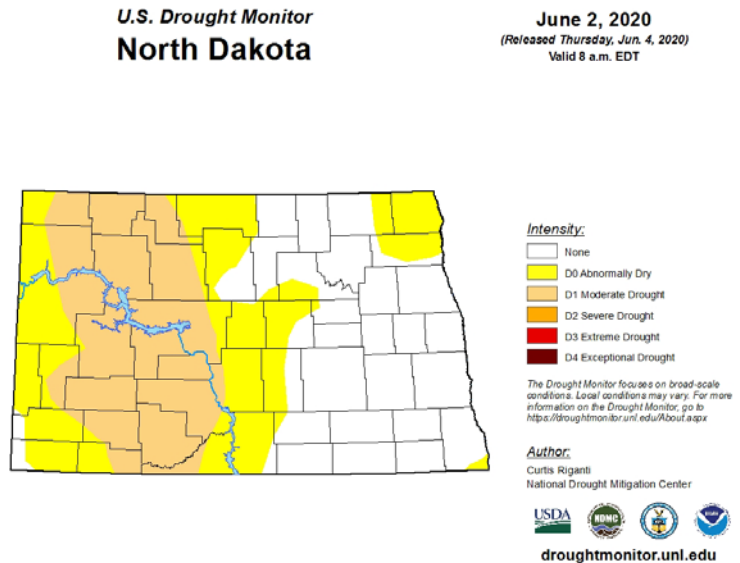 U.S. Drought Monitor
North Dakota
June 2, 2020
(Released Thursday, Jun. 4, 2020)
Valid 8 a.m. EDT
Intensity:
None
D0 Abnormally Dry
D1 Moderate Drought
D2 Severe Drought
D3 Extreme Drought
D4 Exceptional Drought
The Drought Monitor focuses on broad-scale
conditions. Local conditions may vary. For more
information on the Drought Monitor, go to
https://droughtmonitor.unl.edu/About.aspx
Author:
Curtis Riganti
National Drought Mitigation Center
USDA
NDMC
droughtmonitor.unl.edu